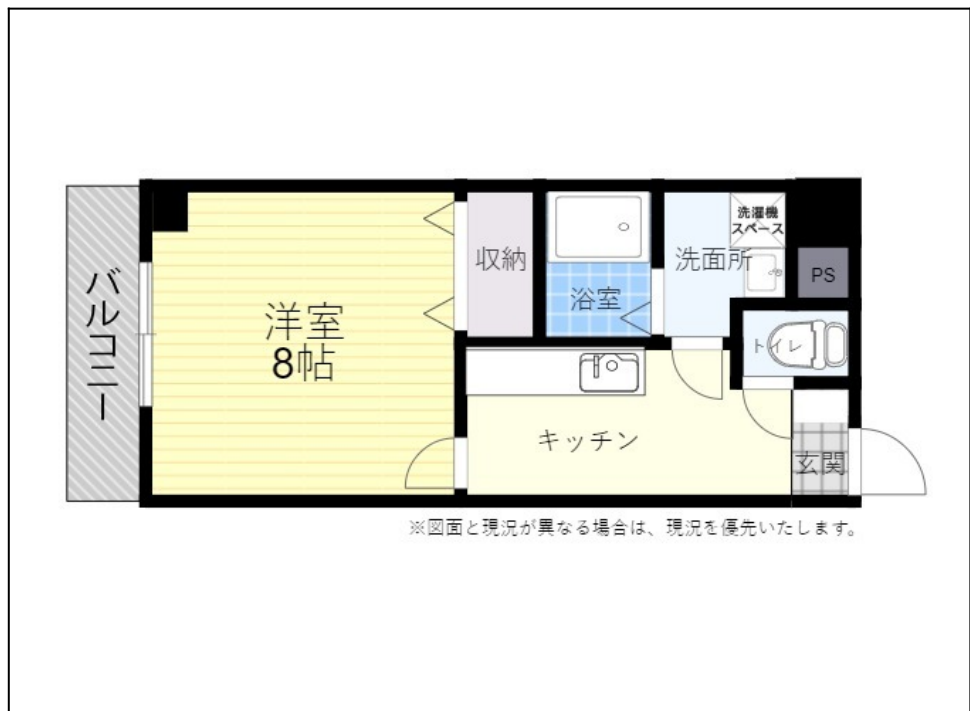 バルコニー
洋室
8帖
収納
浴室
洗面所
洗濯機
スペース
PS
トイレ
キッチン
玄関
※図面と現況が異なる場合は、現況を優先いたします。